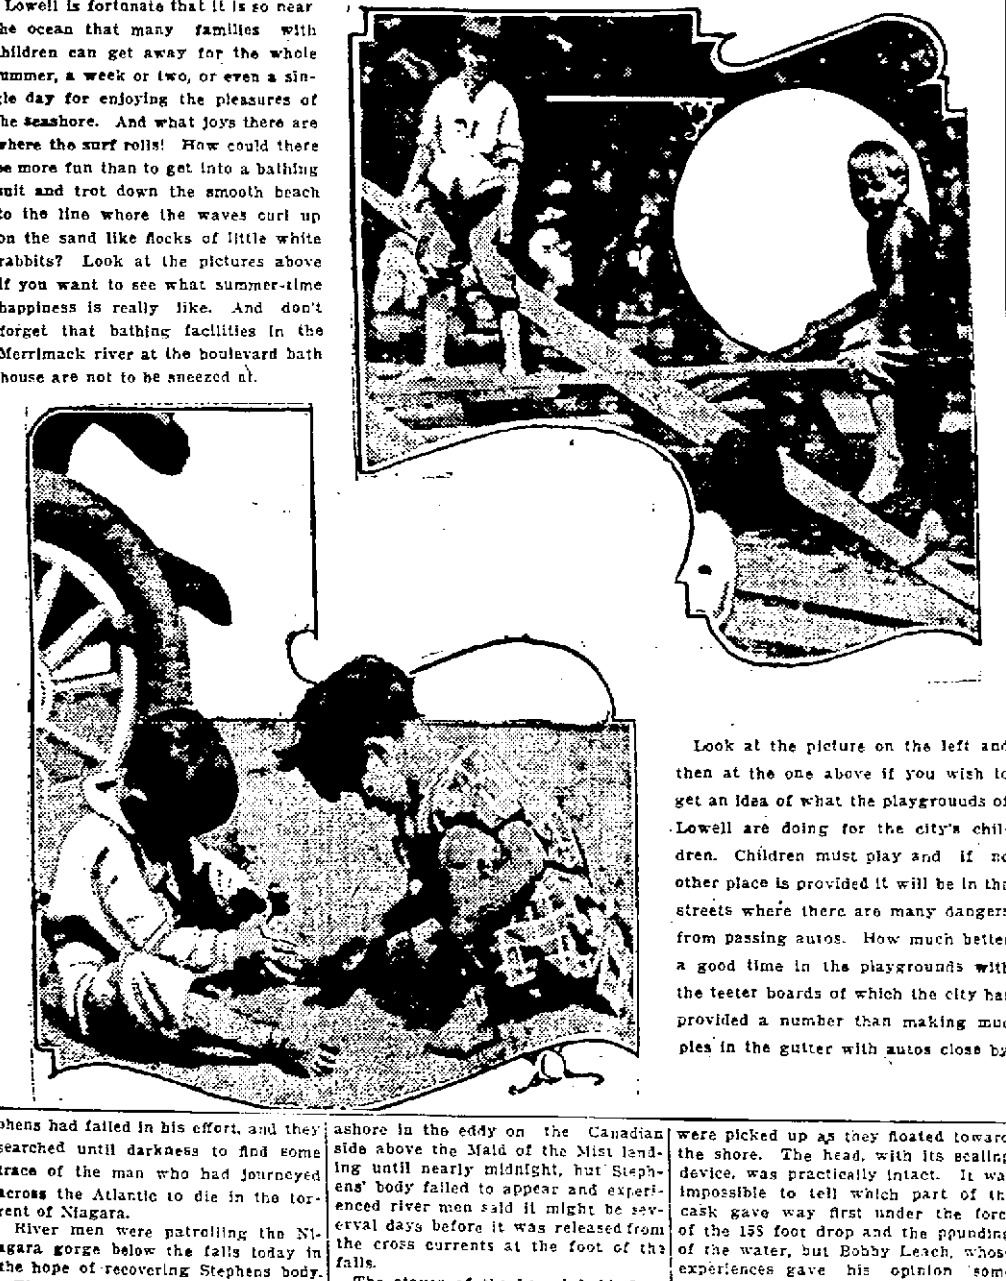 Lowell is fortunate that it is so near
he ocean that many families with
hildren can get away for the whole
ummer, a week or two, or even a sin-
gle day for enjoying the pleasures of
he seashore. And what joys there are
where the surf rolls! How could there
be more fun than to get into a bathing
suit and trot down the smooth beach
to the line where the waves curl up
on the sand like flocks of little white
rabbits? Look at the pictures above
if you want to see what summer-time
happiness is really like. And don't
forget that bathing facilities in the
Merrimack river at the boulevard bath
house are not to be sneezed at.
Look at the picture on the left and
then at the one above if you wish to
get an idea of what the playgrouuds of
Lowell are doing for the city's chil-
dren. Children must play and if no
other place is provided it will be in the
streets where there are many dangers
from passing autos. How much better
a good time in the playgrounds with
the teeter boards of which the city has
provided a number than making mud
pies in the gutter with autos close by
phens had failed in his effort, and they
searched until darkness to find some
trace of the man who had journeyed
across the Atlantic to die in the tor-
rent of Niagara.
River men were patrolling the Ni-
agara gorge below the falls today in
the hope of recovering Stephens body.
ashore in the eddy on the Canadian
side above the Maid of the Mist land-
ing until nearly midnight, but Steph-
ens' body failed to appear and experi-
enced river men said it might be sev-
eral days before it was released from
the cross currents at the foot of the
falls.
were picked up as they floated toward
the shore. The head, with its sealing
device, was practically intact. It was
impossible to tell which part of th
cask gave way first under the force
of the 158 foot drop and the pounding
of the water, but Bobby Leach, whose
experiences gave his opinion some